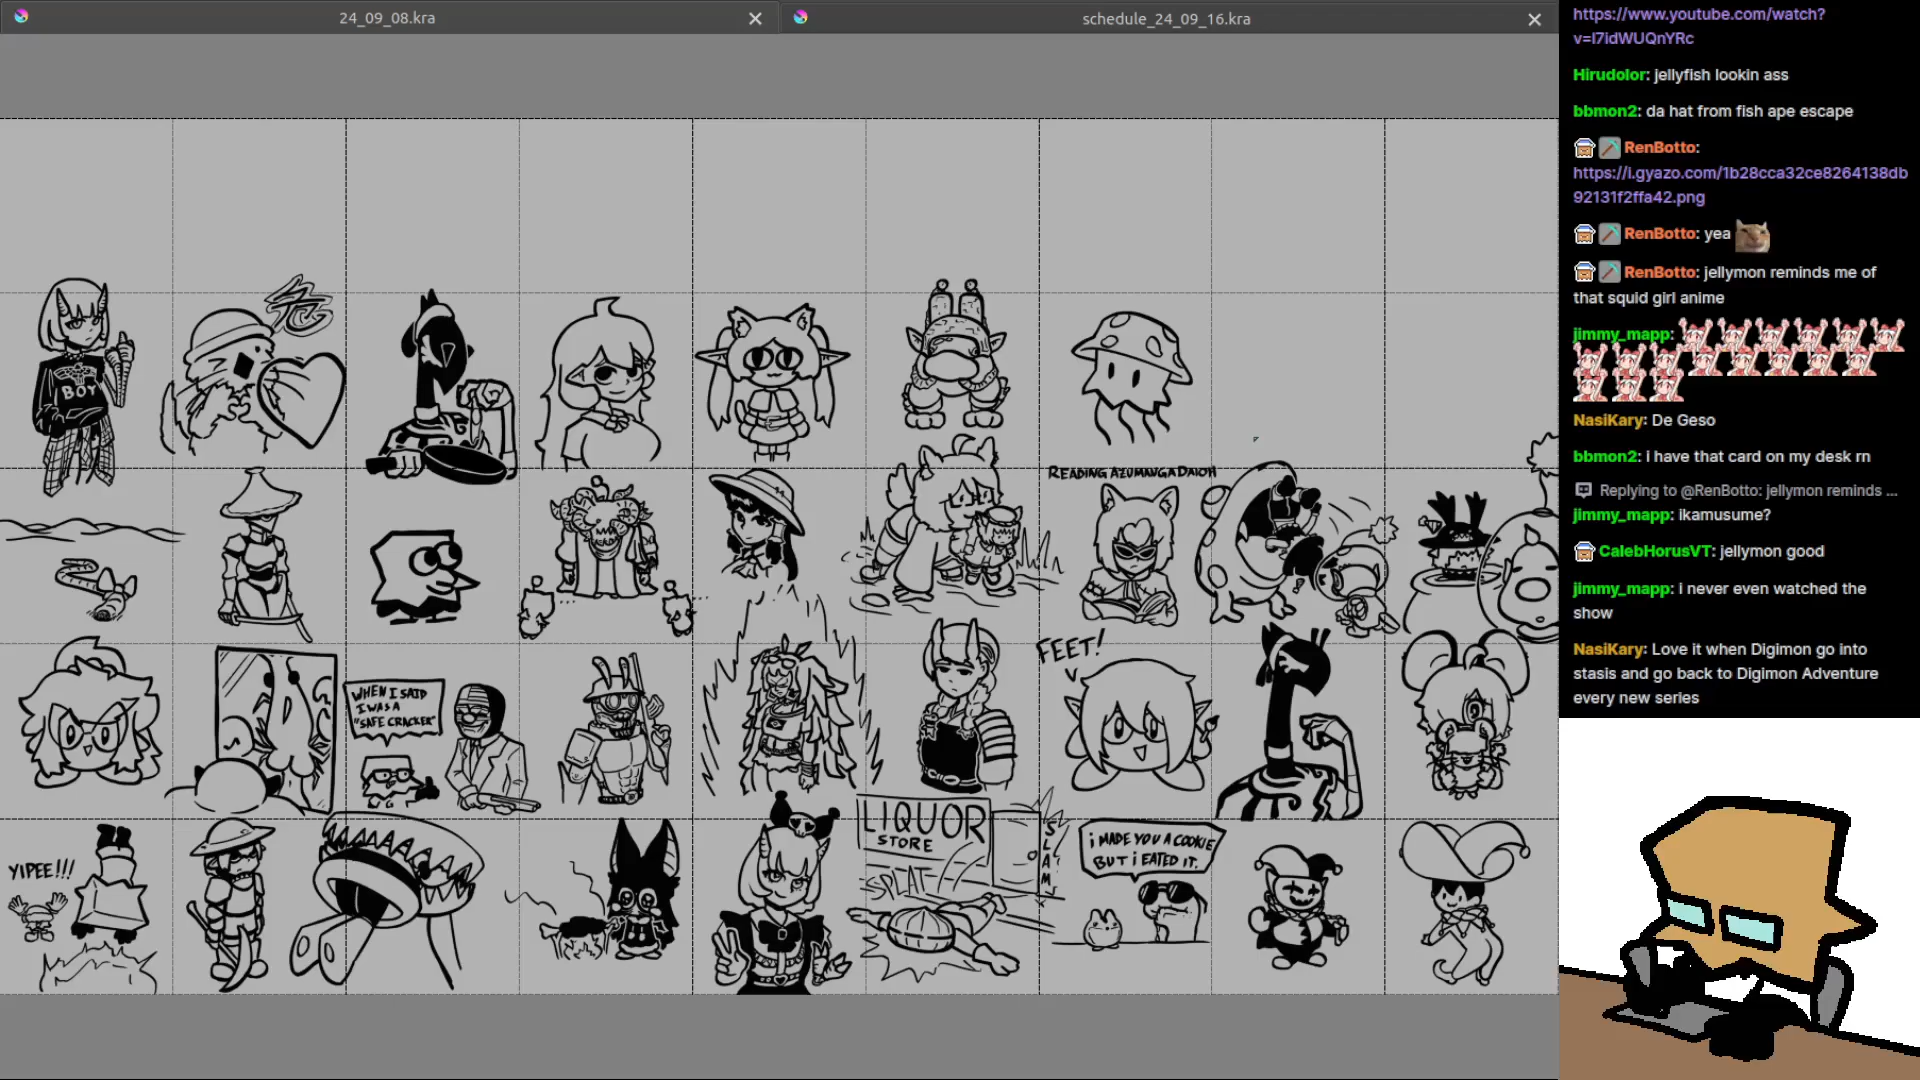 24_09_08.kra
schedule_24_09_16.kra
https://www.youtube.com/watch?
v=I7idWUQnYRc
Hirudolor: jellyfish lookin ass
bbmon2: da hat from fish ape escape
RenBotto:
https://i.gyazo.com/1b28cca32ce8264138db
92131f2ffa42.png
RenBotto: yea
RenBotto: jellymon reminds me of
that squid girl anime
jimmy_mapp:
NasiKary: De Geso
bbmon2: i have that card on my desk rn
Replying to @RenBotto: jellymon reminds ...
jimmy_mapp: ikamusume?
CalebHorusVT: jellymon good
jimmy_mapp: i never even watched the
show
NasiKary: Love it when Digimon go into
stasis and go back to Digimon Adventure
every new series
BOY
READING AZUMANGA DAIOH
WHEN I SAID
I WAS A
"SAFE CRACKER"
FEET!
YIPEE!!!
LIQUOR
STORE
SLAM
SPLAT
I MADE YOU A COOKIE
BUT I EATED IT.